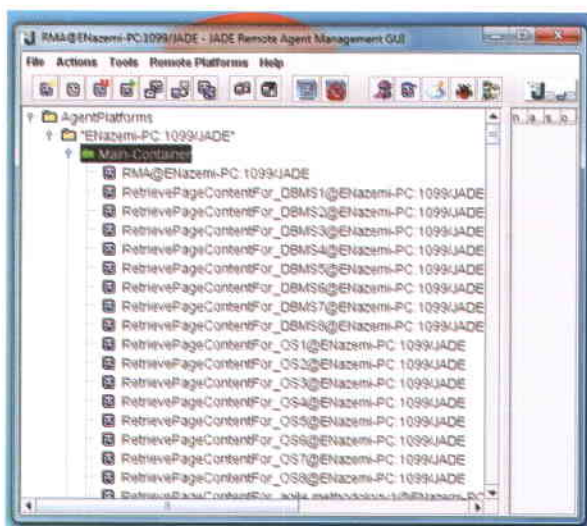 RMA@ENazemi-PC:1099/JADE - JADE Remote Agent Management GUI
File Actions Tools Remote Platforms Help
AgentPlatforms
n.. a.. s.. o..
"ENazemi-PC:1099/JADE"
Main-Container
RMA@ENazemi-PC:1099/JADE
RetrievePageContentFor_DBMS1@ENazemi-PC:1099/JADE
RetrievePageContentFor_DBMS2@ENazemi-PC:1099/JADE
RetrievePageContentFor_DBMS3@ENazemi-PC:1099/JADE
RetrievePageContentFor_DBMS4@ENazemi-PC:1099/JADE
RetrievePageContentFor_DBMS5@ENazemi-PC:1099/JADE
RetrievePageContentFor_DBMS6@ENazemi-PC:1099/JADE
RetrievePageContentFor_DBMS7@ENazemi-PC:1099/JADE
RetrievePageContentFor_DBMS8@ENazemi-PC:1099/JADE
RetrievePageContentFor_OS1@ENazemi-PC:1099/JADE
RetrievePageContentFor_OS2@ENazemi-PC:1099/JADE
RetrievePageContentFor_OS3@ENazemi-PC:1099/JADE
RetrievePageContentFor_OS4@ENazemi-PC:1099/JADE
RetrievePageContentFor_OS5@ENazemi-PC:1099/JADE
RetrievePageContentFor_OS6@ENazemi-PC:1099/JADE
RetrievePageContentFor_OS7@ENazemi-PC:1099/JADE
RetrievePageContentFor_OS8@ENazemi-PC:1099/JADE
RetrievePageContentFor_agile methodology1@ENazemi-PC